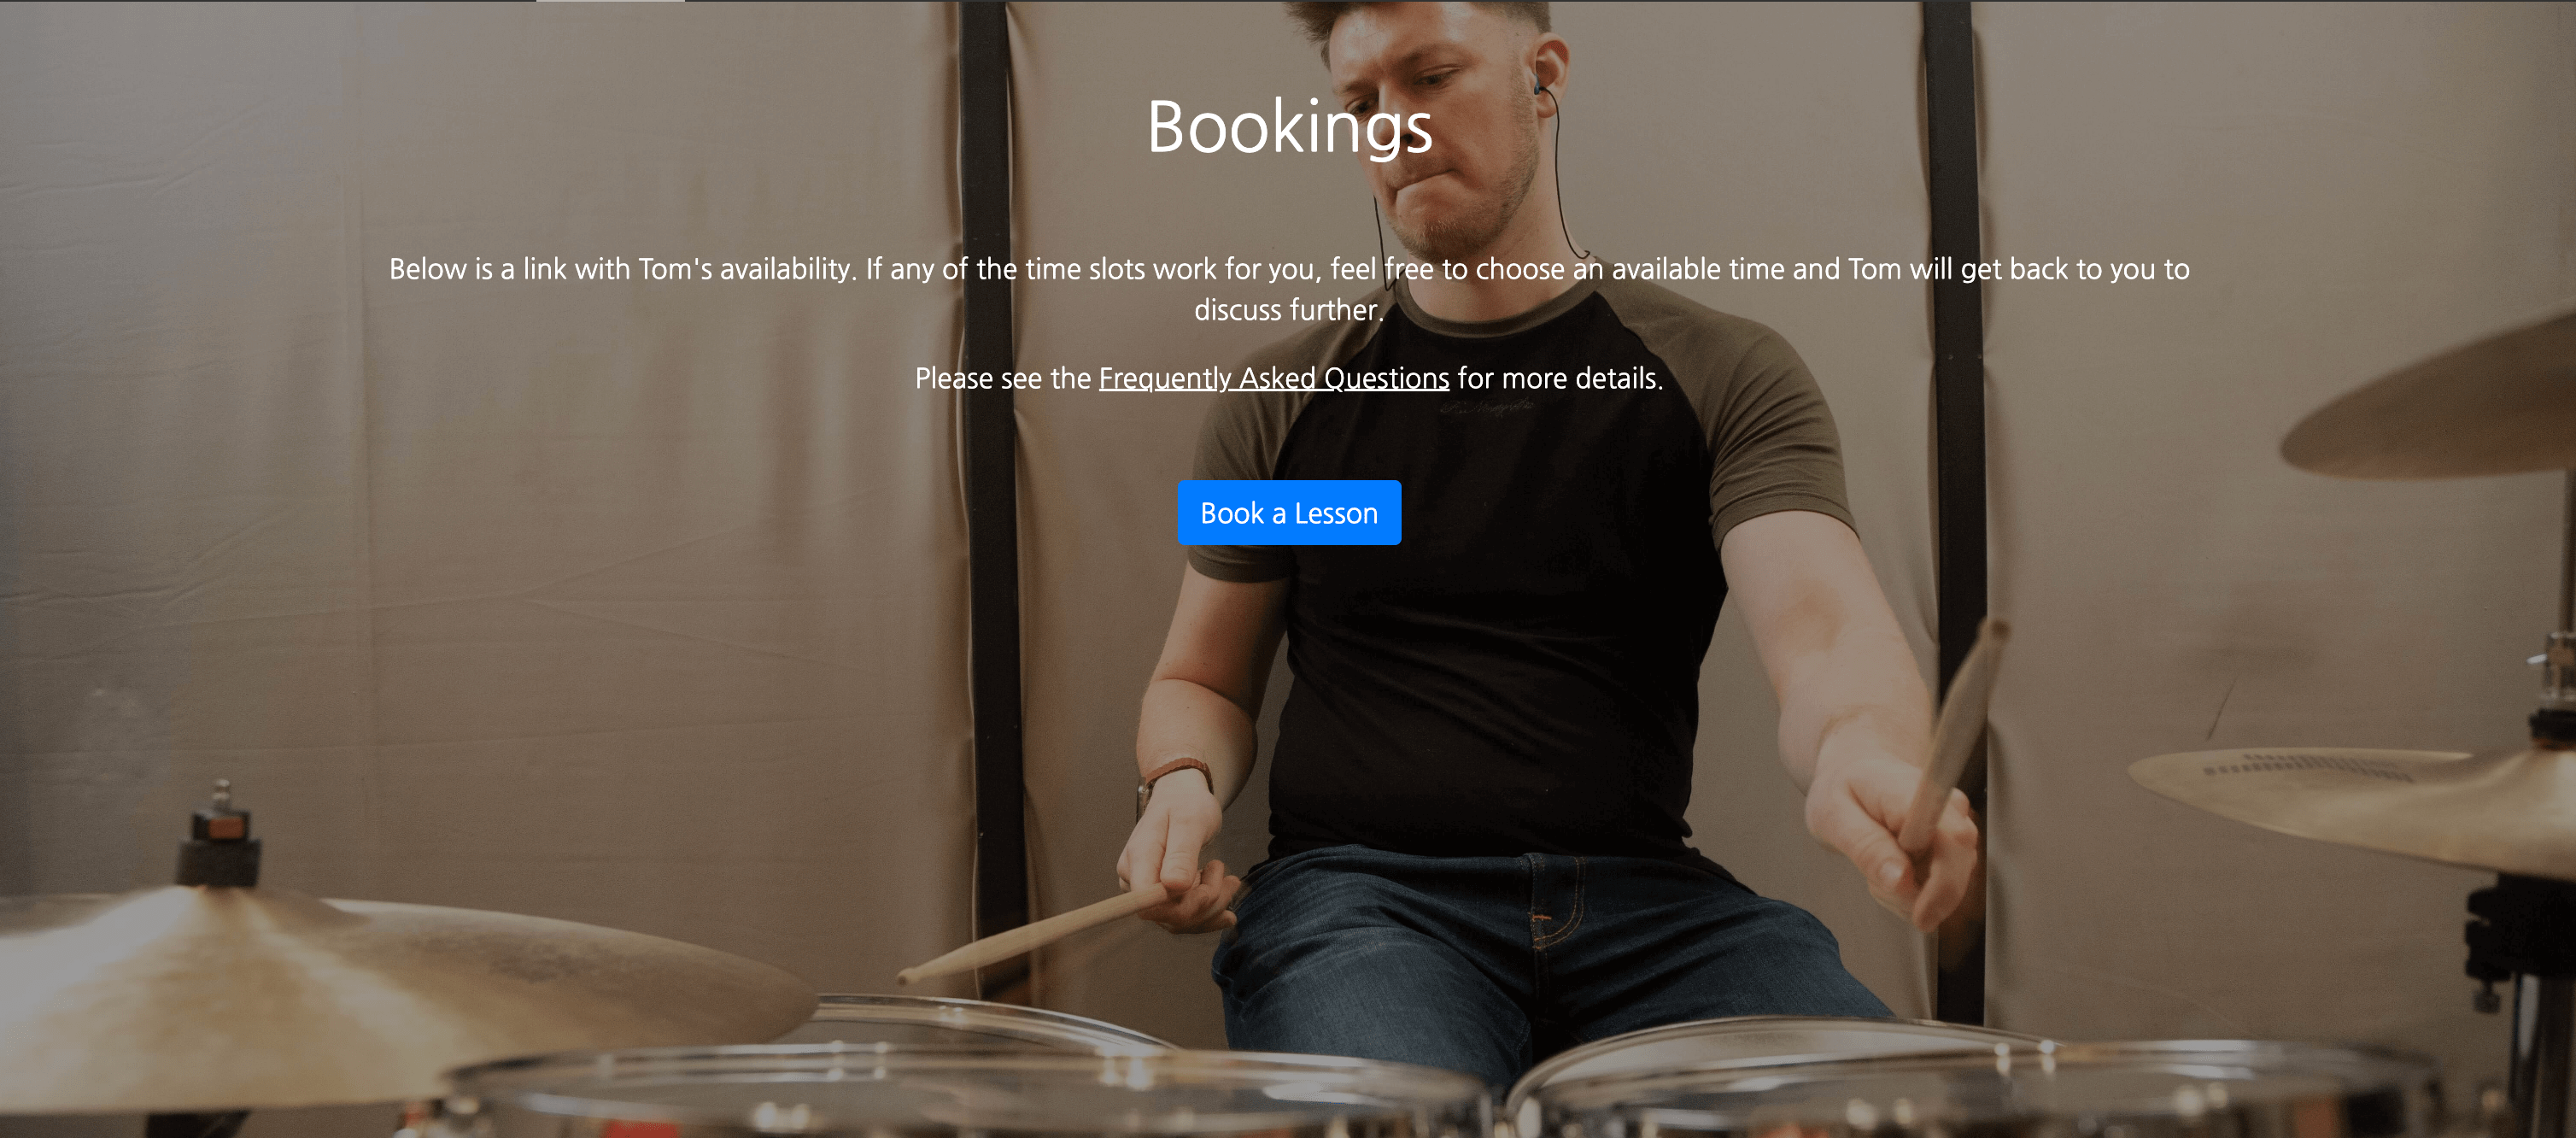 Bookings
Below is a link with Tom's availability. If any of the time slots work for you, feel free to choose an available time and Tom will get back to you to
discuss further.
Please see the Frequently Asked Questions for more details.
Book a Lesson